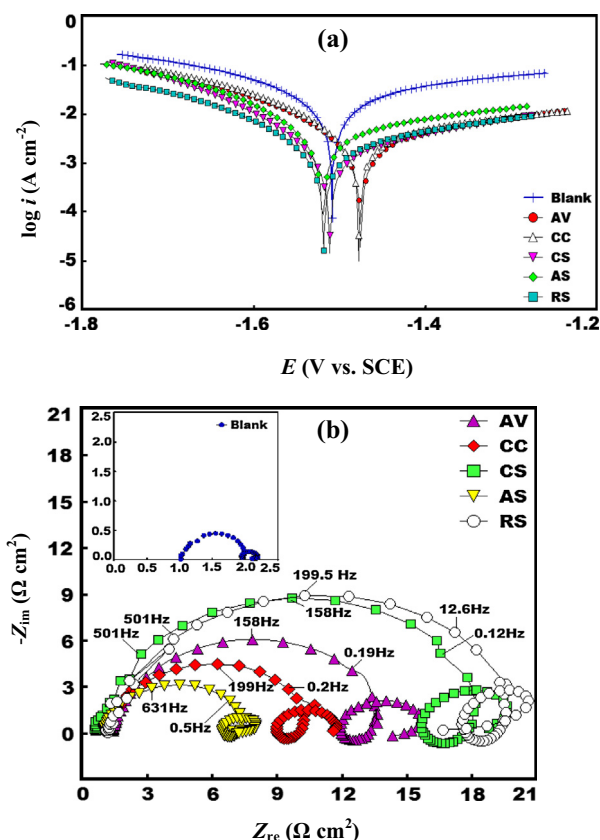 (a)
0
-1
-2
-3
-4
-5
-6
log i (A cm⁻²)
Blank
AV
CC
CS
AS
RS
-1.8
-1.6
-1.4
-1.2
E (V vs. SCE)
(b)
21
18
15
12
9
6
3
0
-Zim (Ω cm²)
2.5
2.0
1.5
1.0
0.5
0.0
Blank
0.0 0.5 1.0 1.5 2.0 2.5
AV
CC
CS
AS
RS
199.5 Hz
12.6Hz
501Hz
158Hz
501Hz
158Hz
0.12Hz
0.19Hz
199Hz
0.2Hz
631Hz
0.5Hz
0 3 6 9 12 15 18 21
Zre (Ω cm²)